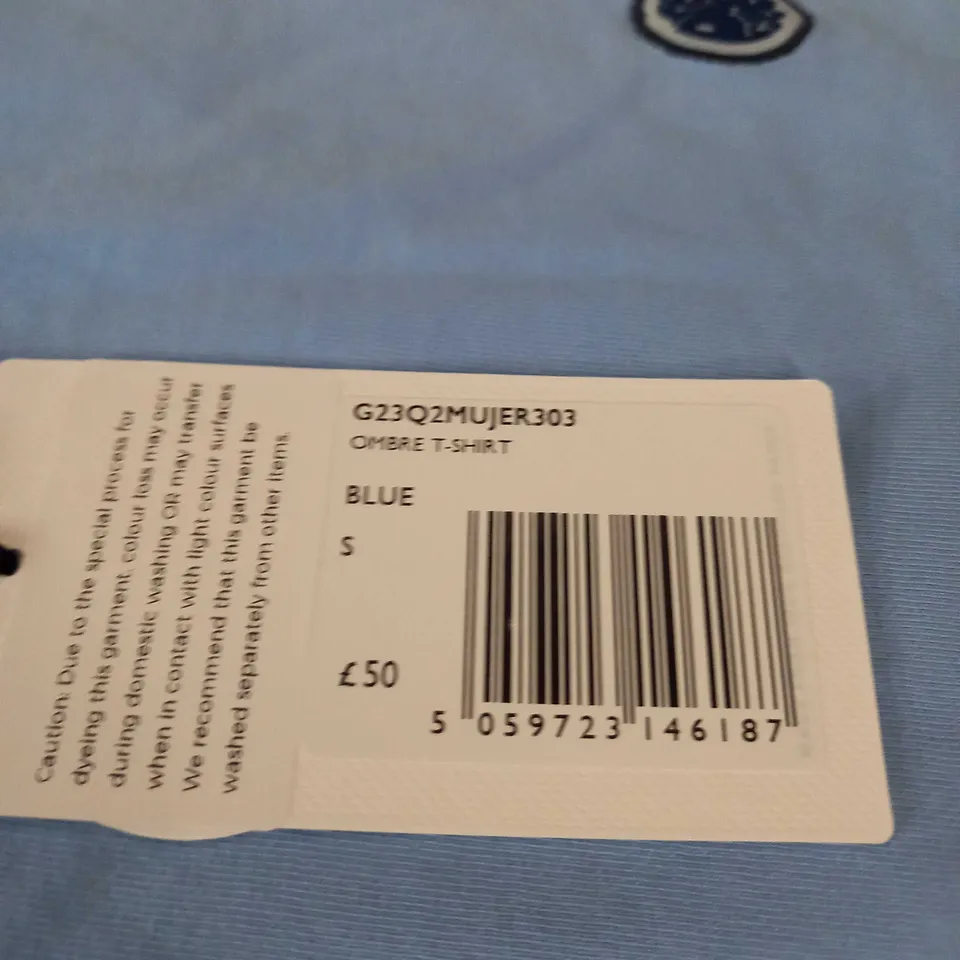 Caution: Due to the special process for
dyeing this garment, colour loss may occur
during domestic washing OR may transfer
when in contact with light colour surfaces
We recommend that this garment be
washed separately from other items.
G23Q2MUJER303
OMBRE T-SHIRT
BLUE
S
£50
5 059723 146187